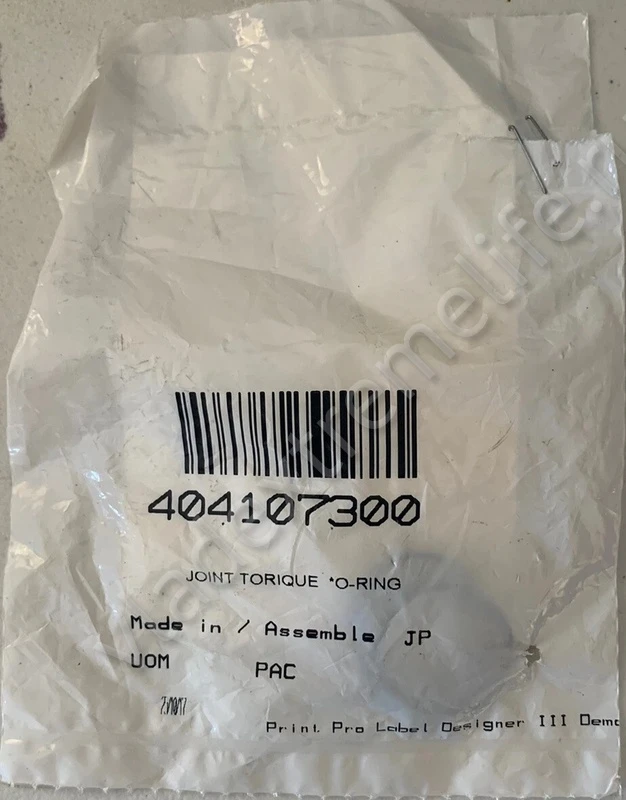 404107300
JOINT TORIQUE *O-RING
Made in / Assemble JP
UOM PAC
Print Pro Label Designer III Demo